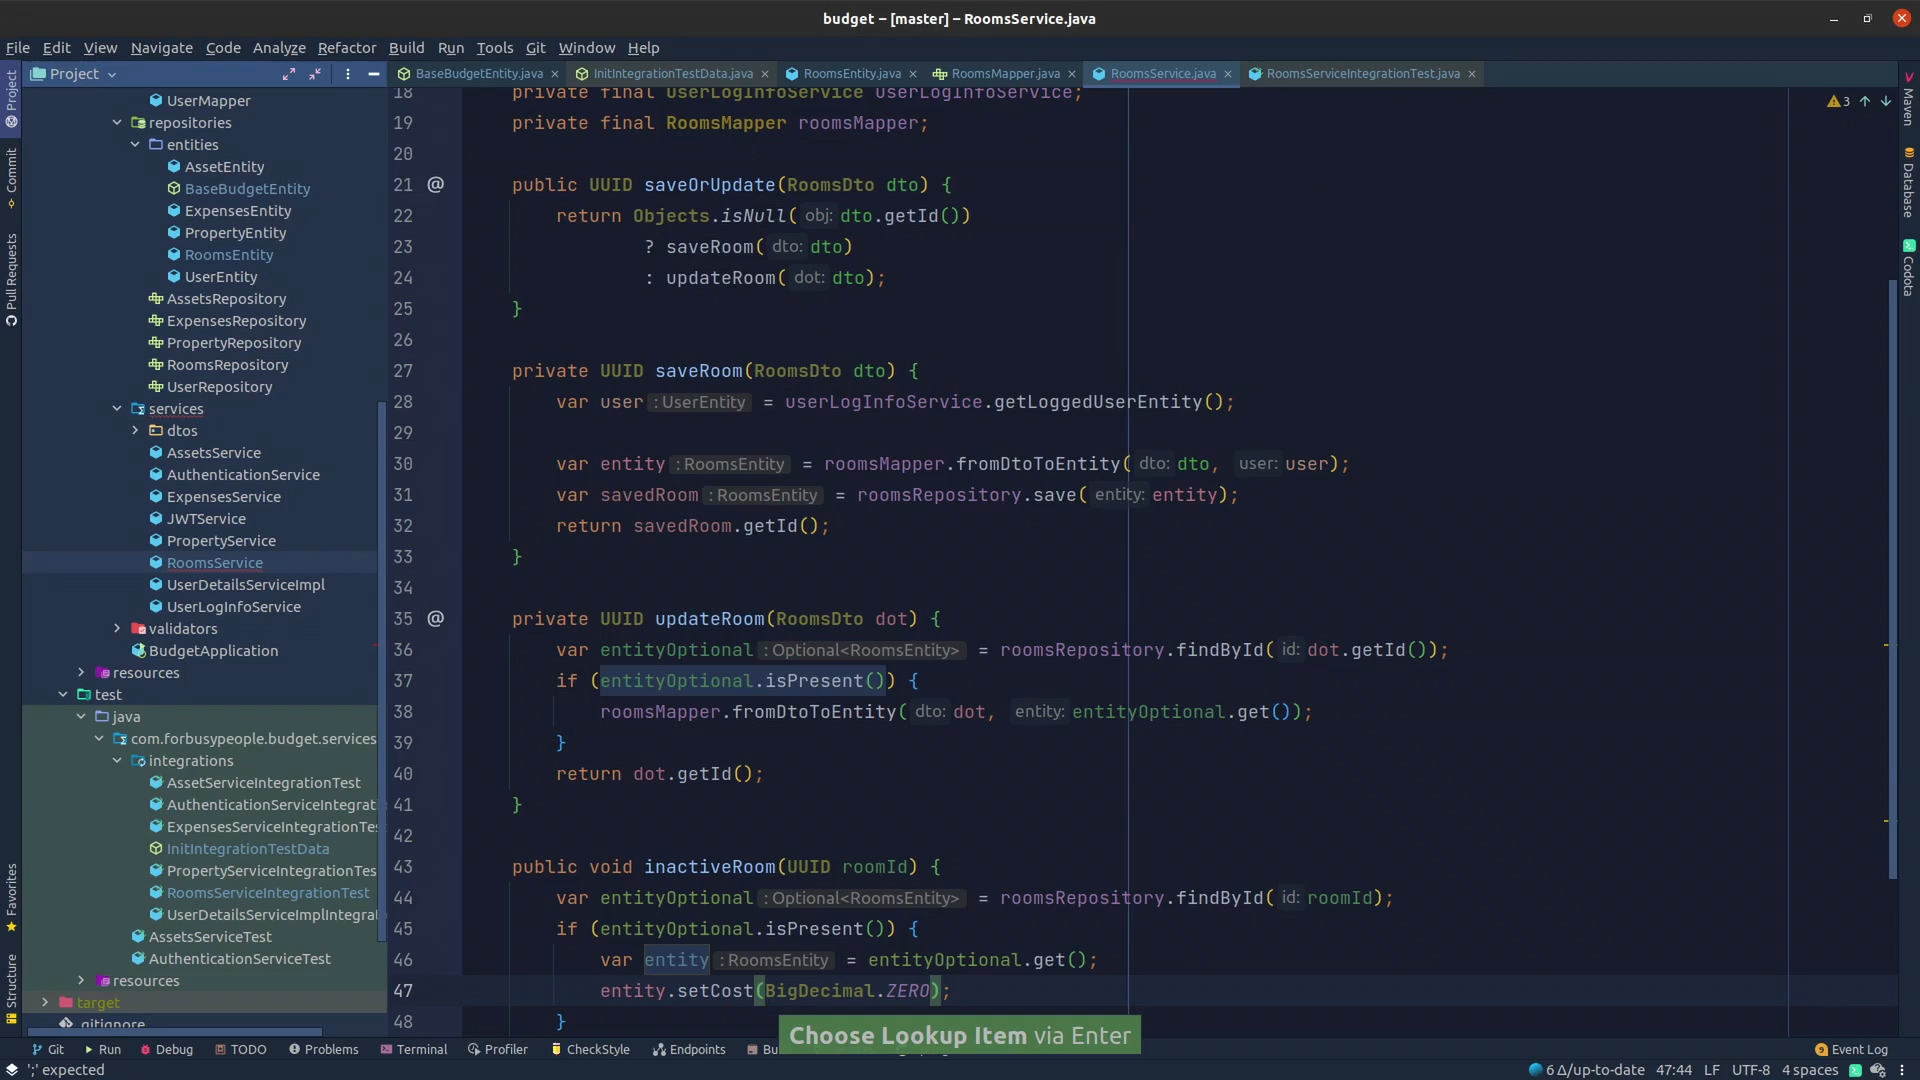 budget – [master] – RoomsService.java
File Edit View Navigate Code Analyze Refactor Build Run Tools Git Window Help
Project
BaseBudgetEntity.java
InitIntegrationTestData.java
RoomsEntity.java
RoomsMapper.java
RoomsService.java
RoomsServiceIntegrationTest.java
Project
Commit
Pull Requests
Favorites
Structure
UserMapper
repositories
entities
AssetEntity
BaseBudgetEntity
ExpensesEntity
PropertyEntity
RoomsEntity
UserEntity
AssetsRepository
ExpensesRepository
PropertyRepository
RoomsRepository
UserRepository
services
dtos
AssetsService
AuthenticationService
ExpensesService
JWTService
PropertyService
RoomsService
UserDetailsServiceImpl
UserLogInfoService
validators
BudgetApplication
resources
test
java
com.forbusypeople.budget.services
integrations
AssetServiceIntegrationTest
AuthenticationServiceIntegrat
ExpensesServiceIntegrationTes
InitIntegrationTestData
PropertyServiceIntegrationTes
RoomsServiceIntegrationTest
UserDetailsServiceImplIntegra
AssetsServiceTest
AuthenticationServiceTest
resources
target
.gitignore
18 private final UserLogInfoService userLogInfoService;
19 private final RoomsMapper roomsMapper;
20
21 @ public UUID saveOrUpdate(RoomsDto dto) {
22 return Objects.isNull( obj: dto.getId())
23 ? saveRoom( dto: dto)
24 : updateRoom( dot: dto);
25 }
26
27 private UUID saveRoom(RoomsDto dto) {
28 var user : UserEntity = userLogInfoService.getLoggedUserEntity();
29
30 var entity : RoomsEntity = roomsMapper.fromDtoToEntity( dto: dto, user: user);
31 var savedRoom : RoomsEntity = roomsRepository.save( entity: entity);
32 return savedRoom.getId();
33 }
34
35 @ private UUID updateRoom(RoomsDto dot) {
36 var entityOptional : Optional<RoomsEntity> = roomsRepository.findById( id: dot.getId());
37 if (entityOptional.isPresent()) {
38 roomsMapper.fromDtoToEntity( dto: dot, entity: entityOptional.get());
39 }
40 return dot.getId();
41 }
42
43 public void inactiveRoom(UUID roomId) {
44 var entityOptional : Optional<RoomsEntity> = roomsRepository.findById( id: roomId);
45 if (entityOptional.isPresent()) {
46 var entity : RoomsEntity = entityOptional.get();
47 entity.setCost(BigDecimal.ZERO);
48 }
3
Maven
Database
Codota
Choose Lookup Item via Enter
Git Run Debug TODO Problems Terminal Profiler CheckStyle Endpoints Bu
9 Event Log
';' expected
6 Δ/up-to-date 47:44 LF UTF-8 4 spaces